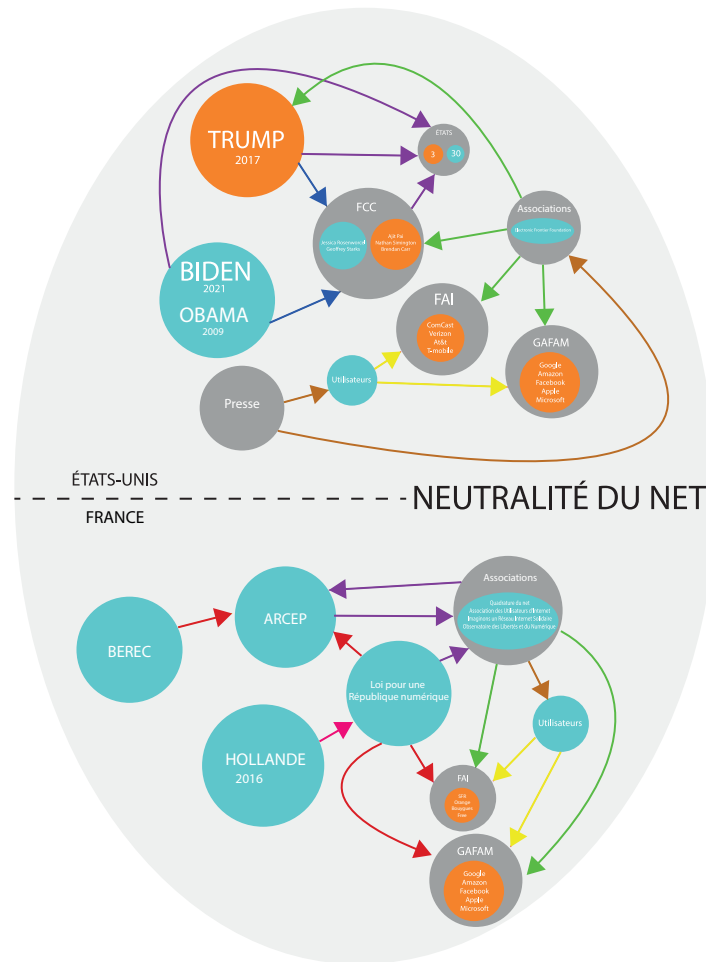 TRUMP
2017
ÉTATS
3
30
FCC
Jessica Rosenworcell
Geoffrey Starks
Ajit Pai
Nathan Simington
Brendan Carr
Associations
Electronic Frontier Foundation
BIDEN
2021
OBAMA
2009
FAI
ComCast
Verizon
At&t
T-mobile
GAFAM
Google
Amazon
Facebook
Apple
Microsoft
Utilisateurs
Presse
ÉTATS-UNIS
NEUTRALITÉ DU NET
FRANCE
Associations
Quadrature du net
Association des Utilisateurs d'Internet
Imaginons un Réseau Internet Solidaire
Observatoire des Libertés et du Numérique
ARCEP
BEREC
Loi pour une
République numérique
Utilisateurs
HOLLANDE
2016
FAI
SFR
Orange
Bouygues
Free
GAFAM
Google
Amazon
Facebook
Apple
Microsoft